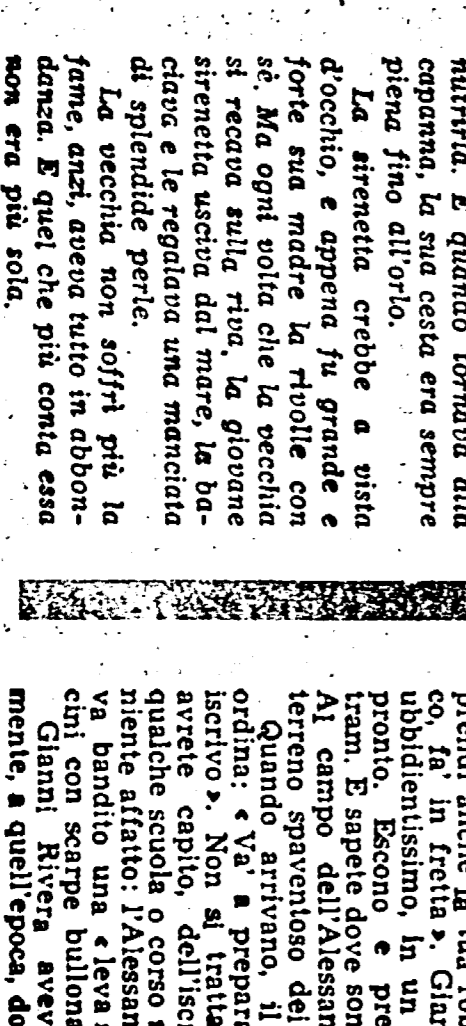 nutrirla. E quando tornava alla
capanna, la sua cesta era sempre
piena fino all'orlo.
La sirenetta crebbe a vista
d'occhio, e appena fu grande e
forte sua madre la rivolle con
sè. Ma ogni volta che la vecchia
si recava sulla riva, la giovane
sirenetta usciva dal mare, la ba-
ciava e le regalava una manciata
di splendide perle.
La vecchia non soffrì più la
fame, anzi, aveva tutto in abbon-
danza. E quel che più conta essa
non era più sola.
prendi anche la tua
co, fa' in fretta ». Gian
ubbidientissimo, in un
pronto. Escono e pre
tram. E sapete dove son
Al campo dell'Alessan
terreno spaventoso dei
Quando arrivano, il
ordina: « Va' a prepara
iscrivo ». Non si tratta
avrete capito, dell'iscr
qualche scuola o corso
niente affatto: l'Alessan
va bandito una « leva
cini con scarpe bullona
Gianni Rivera avev
mente, a quell'epoca, do